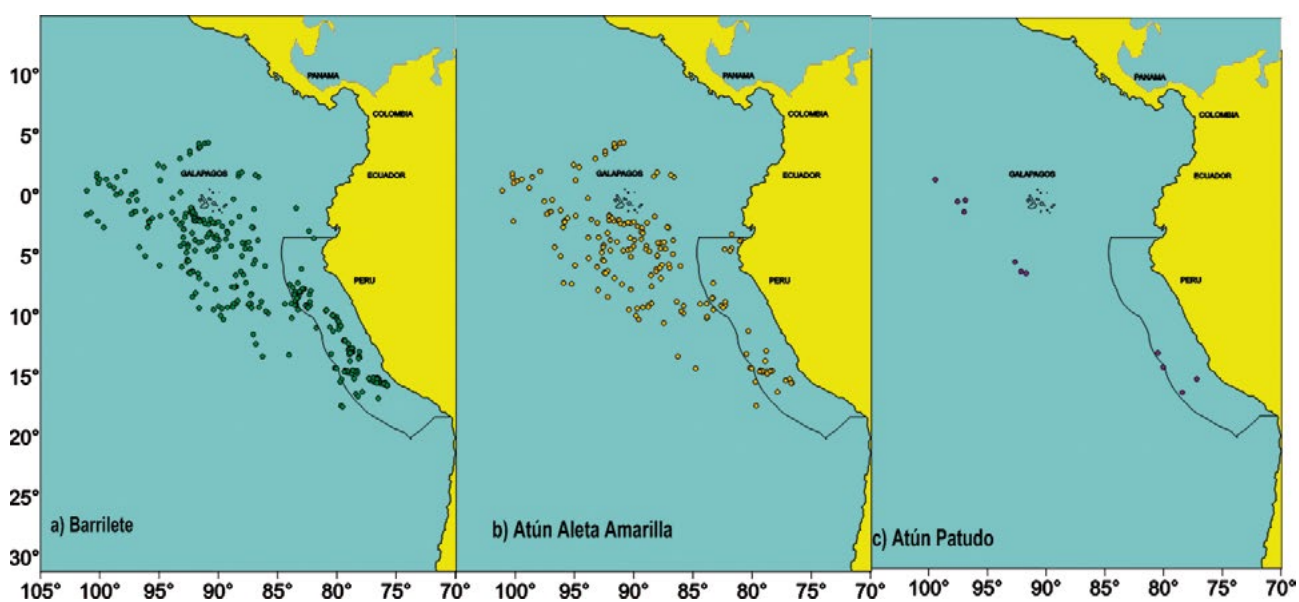 10°
5°
0°
5°
10°
15°
20°
25°
30°
PANAMA
COLOMBIA
GALAPAGOS
ECUADOR
PERU
a) Barrilete
105° 100° 95° 90° 85° 80° 75° 70°
PANAMA
COLOMBIA
GALAPAGOS
ECUADOR
PERU
b) Atún Aleta Amarilla
100° 95° 90° 85° 80° 75° 70°
PANAMA
COLOMBIA
GALAPAGOS
ECUADOR
PERU
c) Atún Patudo
100° 95° 90° 85° 80° 75° 70°